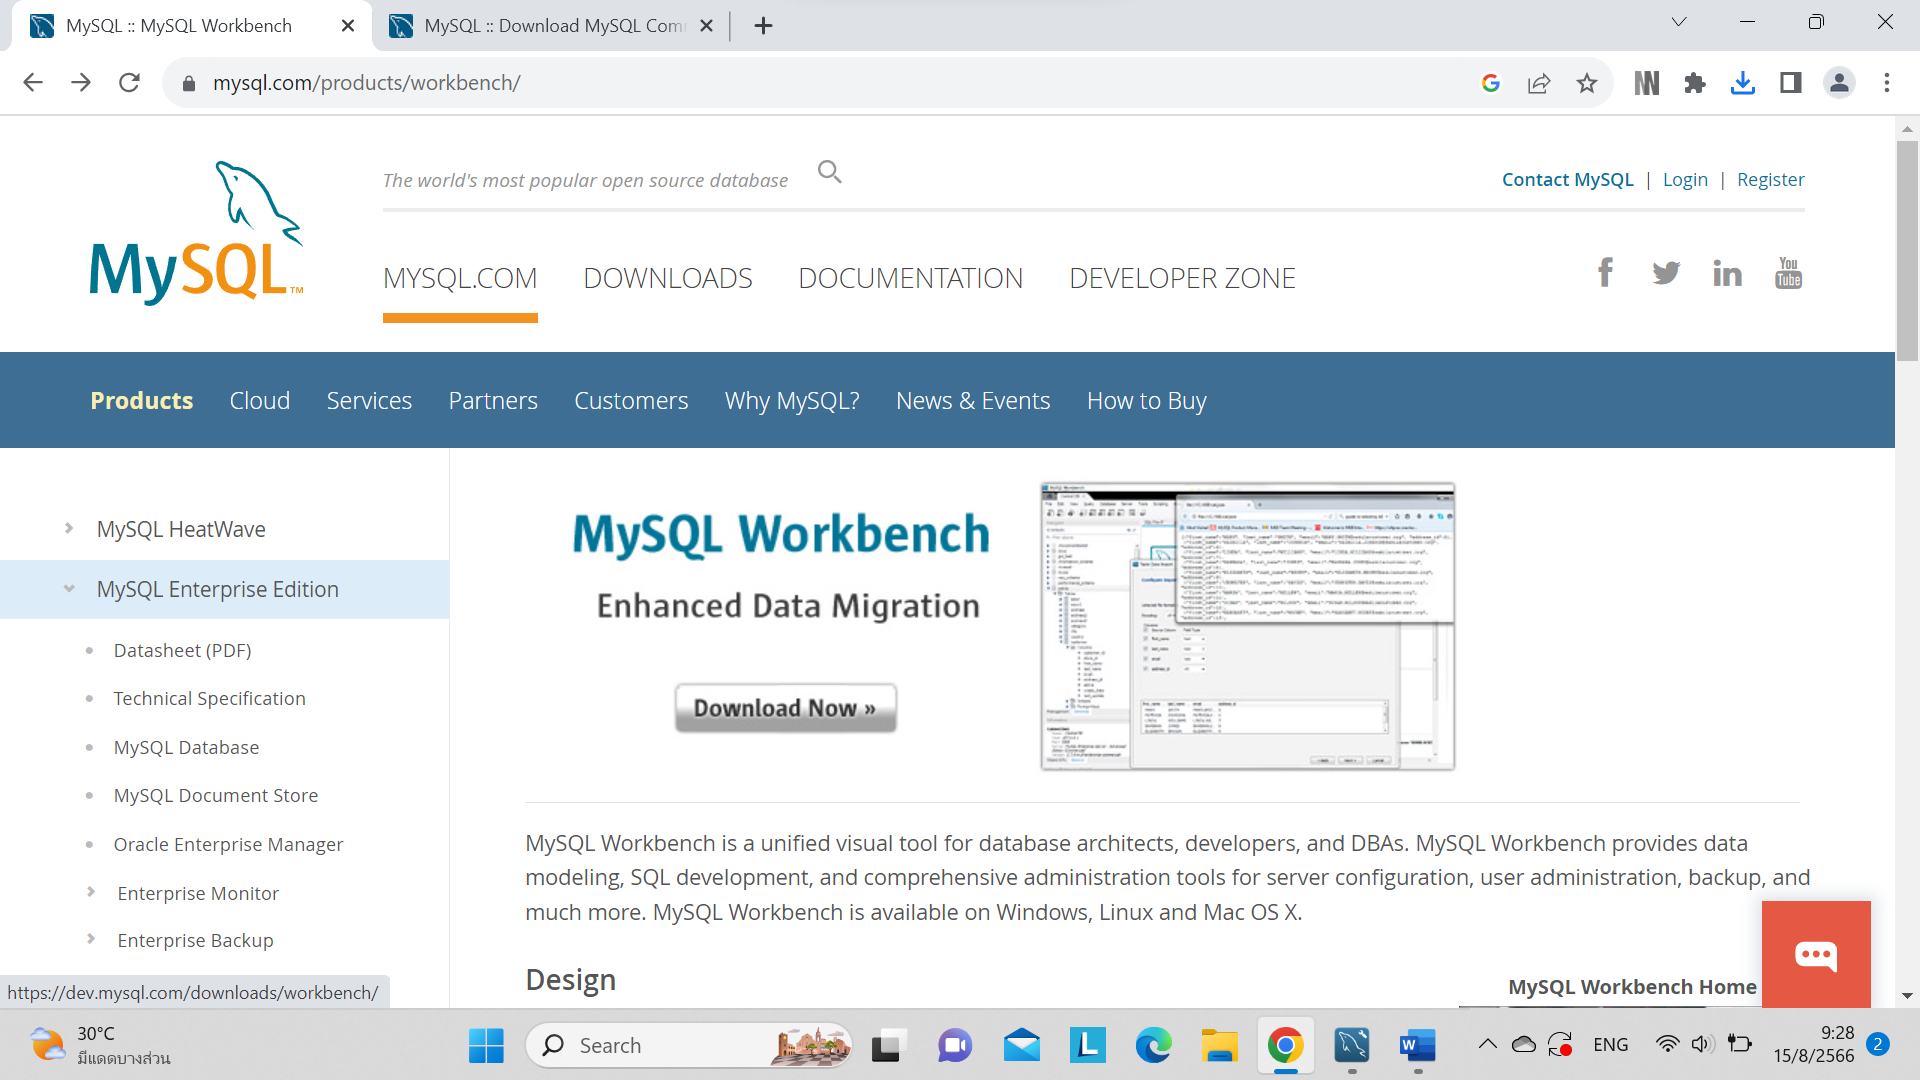 MySQL :: MySQL Workbench
MySQL :: Download MySQL Com
mysql.com/products/workbench/
The world's most popular open source database
Contact MySQL | Login | Register
MySQL™
MYSQL.COM
DOWNLOADS
DOCUMENTATION
DEVELOPER ZONE
You
Tube
Products
Cloud
Services
Partners
Customers
Why MySQL?
News & Events
How to Buy
MySQL HeatWave
MySQL Enterprise Edition
Datasheet (PDF)
Technical Specification
MySQL Database
MySQL Document Store
Oracle Enterprise Manager
Enterprise Monitor
Enterprise Backup
https://dev.mysql.com/downloads/workbench/
MySQL Workbench
Enhanced Data Migration
Download Now »
MySQL Workbench is a unified visual tool for database architects, developers, and DBAs. MySQL Workbench provides data
modeling, SQL development, and comprehensive administration tools for server configuration, user administration, backup, and
much more. MySQL Workbench is available on Windows, Linux and Mac OS X.
Design
MySQL Workbench Home
30°C
มีแดดบางส่วน
Search
ENG
9:28
15/8/2566
2